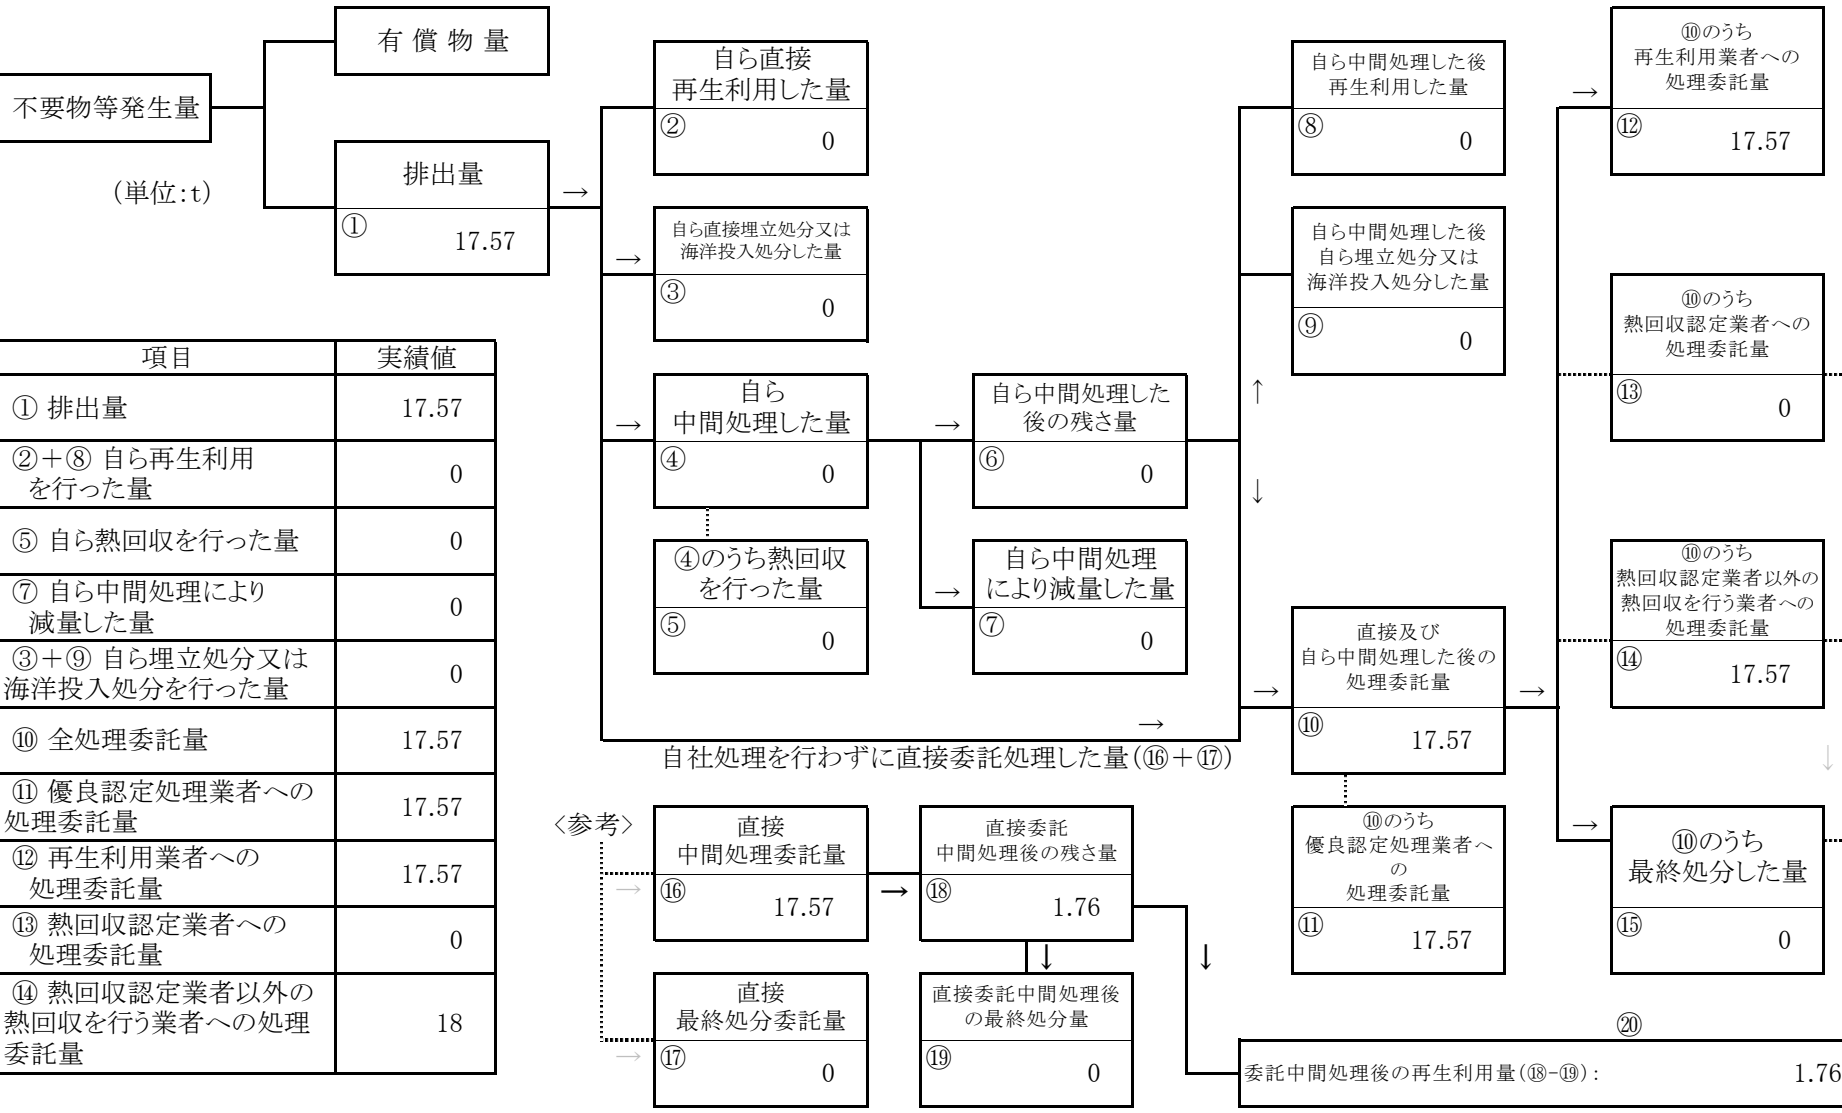 有 償 物 量
不要物等発生量
(単位:t)
排出量
①
17.57
→
自ら直接
再生利用した量
②
0
→
自ら直接埋立処分又は
海洋投入処分した量
③
0
→
自ら
中間処理した量
④
0
④のうち熱回収
を行った量
⑤
0
→
自ら中間処理した
後の残さ量
⑥
0
→
自ら中間処理
により減量した量
⑦
0
→
自社処理を行わずに直接委託処理した量(⑯+⑰)
自ら中間処理した後
再生利用した量
⑧
0
自ら中間処理した後
自ら埋立処分又は
海洋投入処分した量
⑨
0
↑
↓
→
直接及び
自ら中間処理した後の
処理委託量
⑩
17.57
→
⑩のうち
優良認定処理業者へ
の
処理委託量
⑪
17.57
→
⑩のうち
再生利用業者への
処理委託量
⑫
17.57
⑩のうち
熱回収認定業者への
処理委託量
⑬
0
⑩のうち
熱回収認定業者以外の
熱回収を行う業者への
処理委託量
⑭
17.57
↓
→
⑩のうち
最終処分した量
⑮
0
項目 実績値
① 排出量 17.57
②+⑧ 自ら再生利用
を行った量 0
⑤ 自ら熱回収を行った量 0
⑦ 自ら中間処理により
減量した量 0
③+⑨ 自ら埋立処分又は
海洋投入処分を行った量 0
⑩ 全処理委託量 17.57
⑪ 優良認定処理業者への
処理委託量 17.57
⑫ 再生利用業者への
処理委託量 17.57
⑬ 熱回収認定業者への
処理委託量 0
⑭ 熱回収認定業者以外の
熱回収を行う業者への処理
委託量 18
<参考>
→
直接
中間処理委託量
⑯
17.57
→
直接委託
中間処理後の残さ量
⑱
1.76
↓
↓
→
直接
最終処分委託量
⑰
0
直接委託中間処理後
の最終処分量
⑲
0
⑳
委託中間処理後の再生利用量(⑱-⑲): 1.76